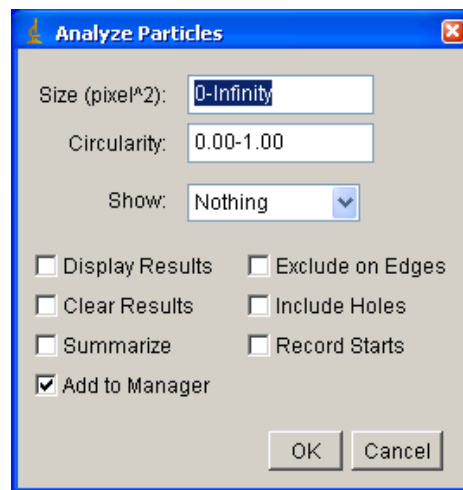 Analyze Particles
Size (pixel^2): 0-Infinity
Circularity: 0.00-1.00
Show: Nothing
Display Results Exclude on Edges
Clear Results Include Holes
Summarize Record Starts
Add to Manager
OK Cancel